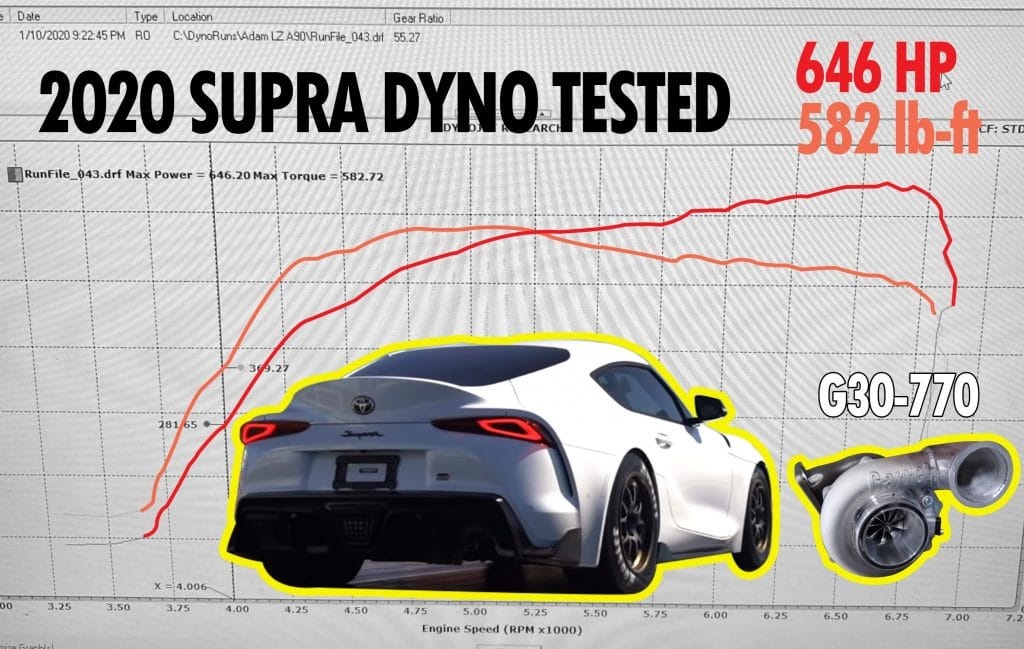 Date Type Location Gear Ratio
1/10/2020 9:22:45 PM RO C:\DynoRuns\Adam LZ A90\RunFile_043.drf 55.27
646 HP
2020 SUPRA DYNO TESTED
582 lb-ft
CF: STD
RunFile_043.drf Max Power = 646.20 Max Torque = 582.72
369.27
G30-770
281.65
Supra
X = 4.006
3.25 3.50 3.75 4.00 4.25 4.50 4.75 5.00 5.25 5.50 5.75 6.00 6.25 6.50 6.75 7.00 7.2
Engine Speed (RPM x1000)